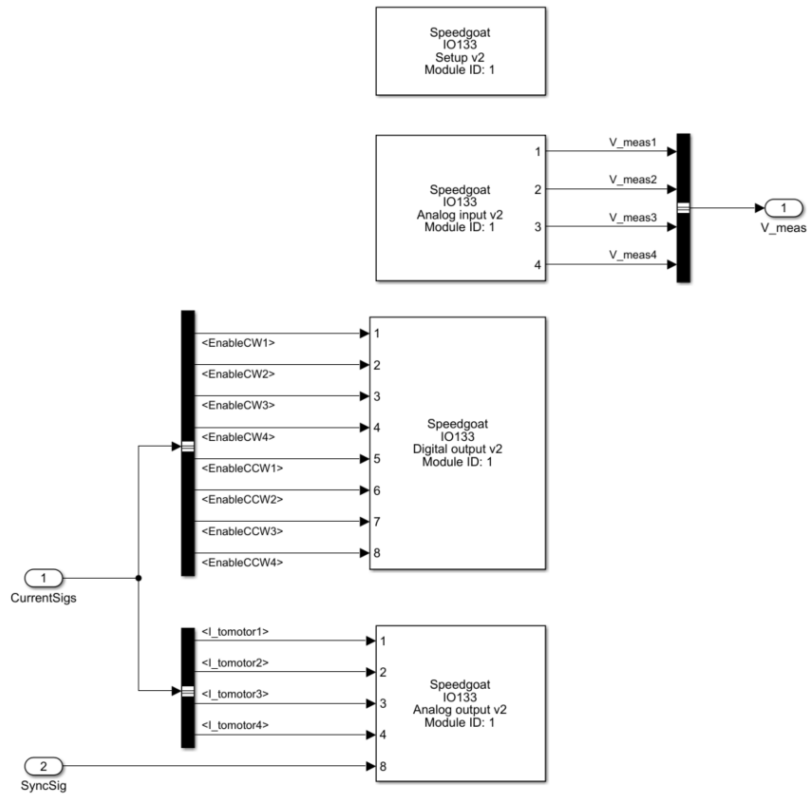 Speedgoat
IO133
Setup v2
Module ID: 1
Speedgoat
IO133
Analog input v2
Module ID: 1
1
2
3
4
V_meas1
V_meas2
V_meas3
V_meas4
1
V_meas
<EnableCW1>
<EnableCW2>
<EnableCW3>
<EnableCW4>
<EnableCCW1>
<EnableCCW2>
<EnableCCW3>
<EnableCCW4>
1
2
3
4
5
6
7
8
Speedgoat
IO133
Digital output v2
Module ID: 1
1
CurrentSigs
<I_tomotor1>
<I_tomotor2>
<I_tomotor3>
<I_tomotor4>
1
2
3
4
8
Speedgoat
IO133
Analog output v2
Module ID: 1
2
SyncSig